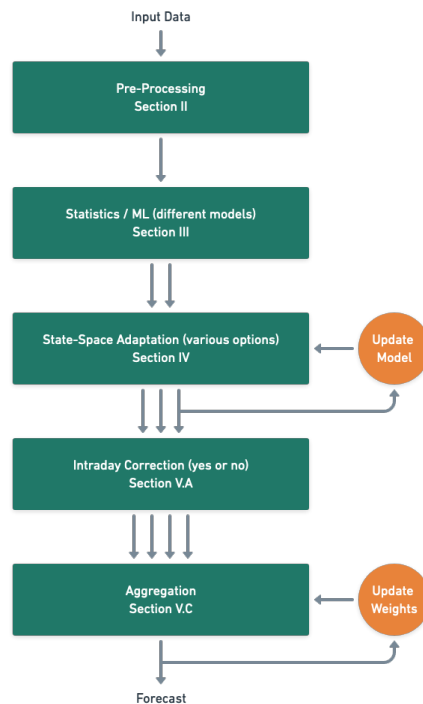 Input Data
Pre-Processing
Section II
Statistics / ML (different models)
Section III
State-Space Adaptation (various options)
Section IV
Update
Model
Intraday Correction (yes or no)
Section V.A
Aggregation
Section V.C
Update
Weights
Forecast